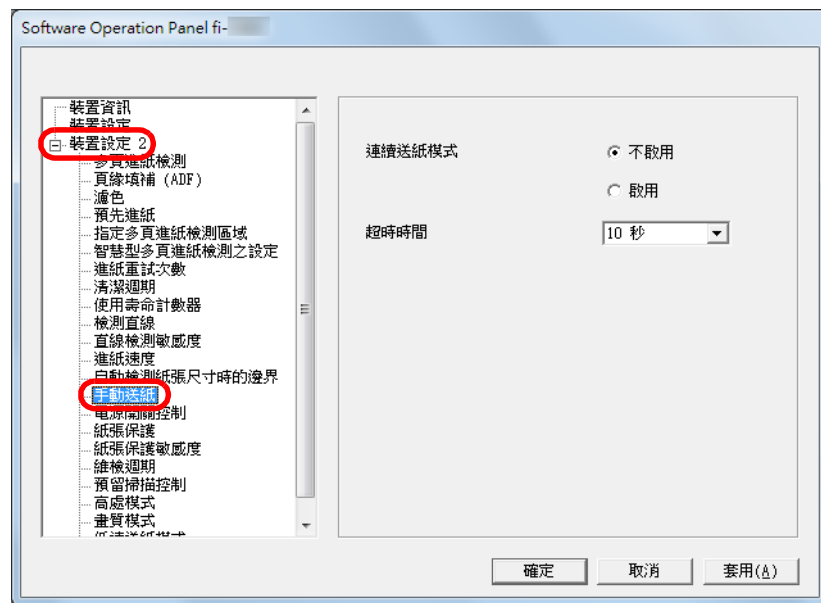 Software Operation Panel fi-
裝置資訊
裝置設定
裝置設定 2
多頁進紙檢測
頁緣填補 (ADF)
濾色
預先進紙
指定多頁進紙檢測區域
智慧型多頁進紙檢測之設定
進紙重試次數
清潔週期
使用壽命計數器
檢測直線
直線檢測敏感度
進紙速度
自動檢測紙張尺寸時的邊界
手動送紙
電源開關控制
紙張保護
紙張保護敏感度
維檢週期
預留掃描控制
高處模式
畫質模式
低速送紙模式
連續送紙模式
不啟用
啟用
超時時間
10 秒
確定 取消 套用(A)